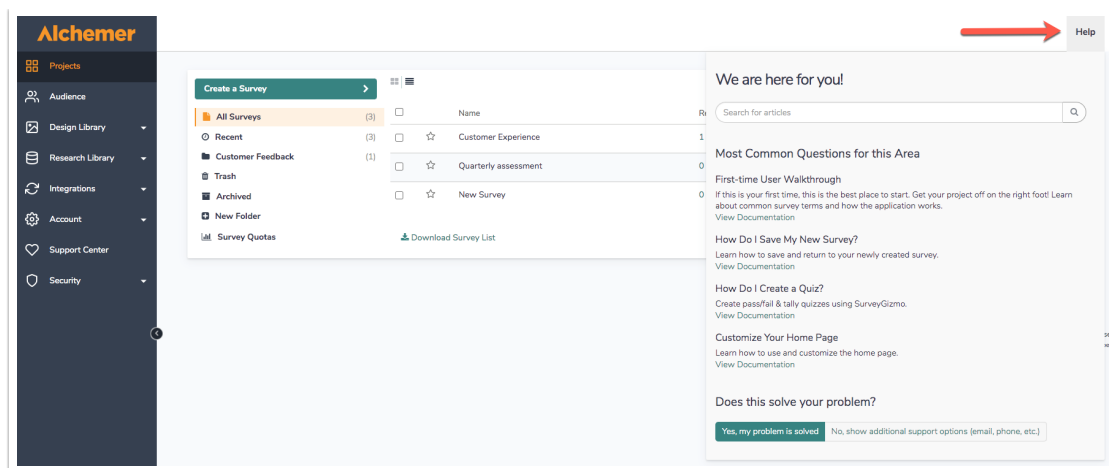 Alchemer
Help
Projects
Audience
Design Library
Research Library
Integrations
Account
Support Center
Security
Create a Survey
All Surveys (3)
Recent (3)
Customer Feedback (1)
Trash
Archived
New Folder
Survey Quotas
Name
Customer Experience 1
Quarterly assessment 0
New Survey 0
Download Survey List
We are here for you!
Search for articles
Most Common Questions for this Area
First-time User Walkthrough
If this is your first time, this is the best place to start. Get your project off on the right foot! Learn
about common survey terms and how the application works.
View Documentation
How Do I Save My New Survey?
Learn how to save and return to your newly created survey.
View Documentation
How Do I Create a Quiz?
Create pass/fail & tally quizzes using SurveyGizmo.
View Documentation
Customize Your Home Page
Learn how to use and customize the home page.
View Documentation
Does this solve your problem?
Yes, my problem is solved
No, show additional support options (email, phone, etc.)